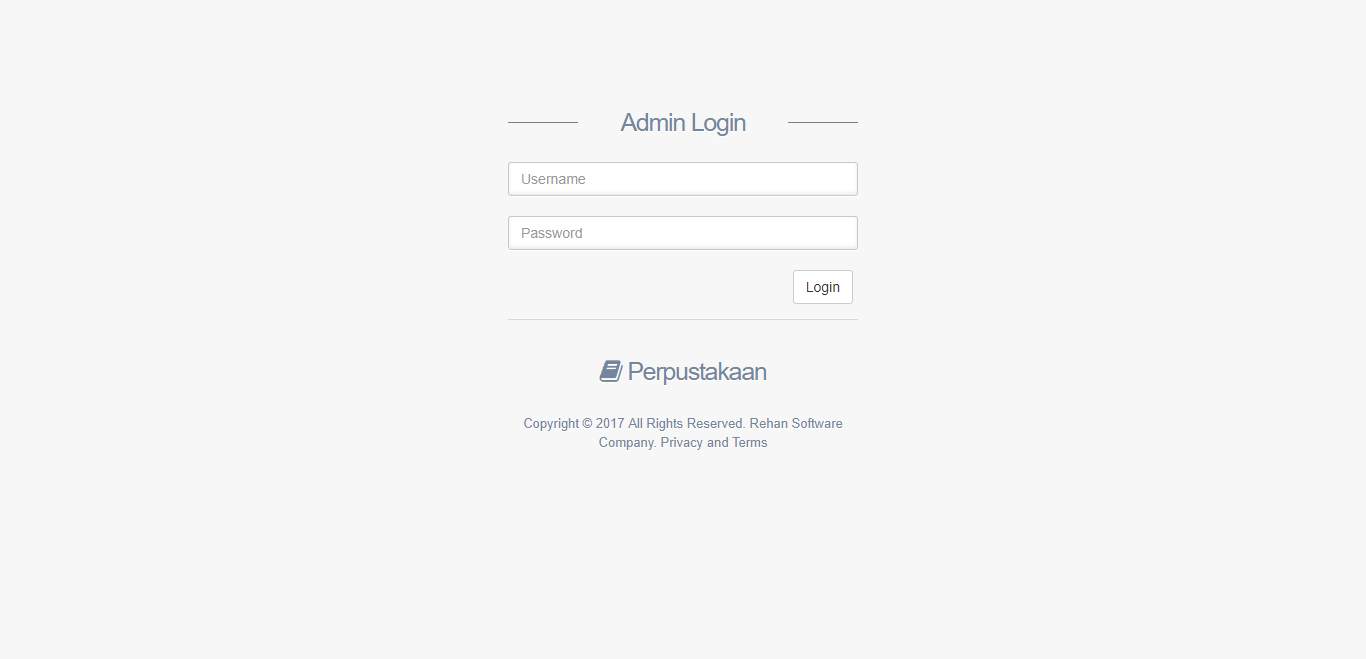 Admin Login
Username
Password
Login
Perpustakaan
Copyright © 2017 All Rights Reserved. Rehan Software
Company. Privacy and Terms